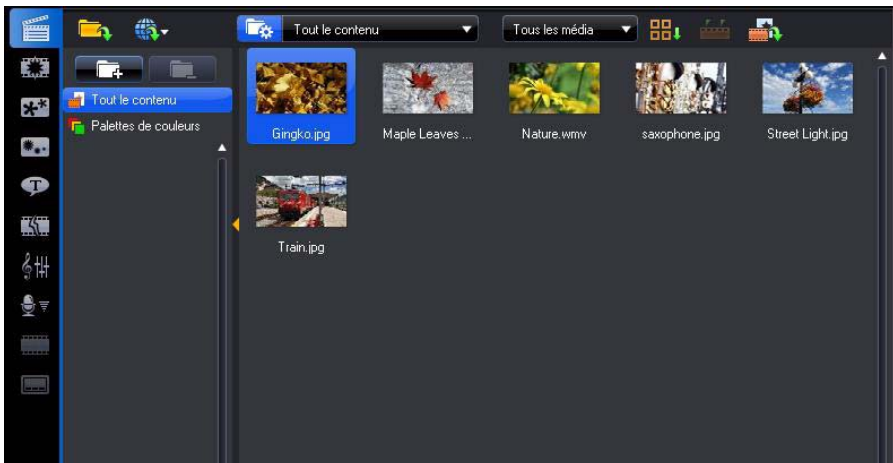 Tout le contenu
Tous les média
Tout le contenu
Palettes de couleurs
Gingko.jpg
Maple Leaves ...
Nature.wmv
saxophone.jpg
Street Light.jpg
Train.jpg
T